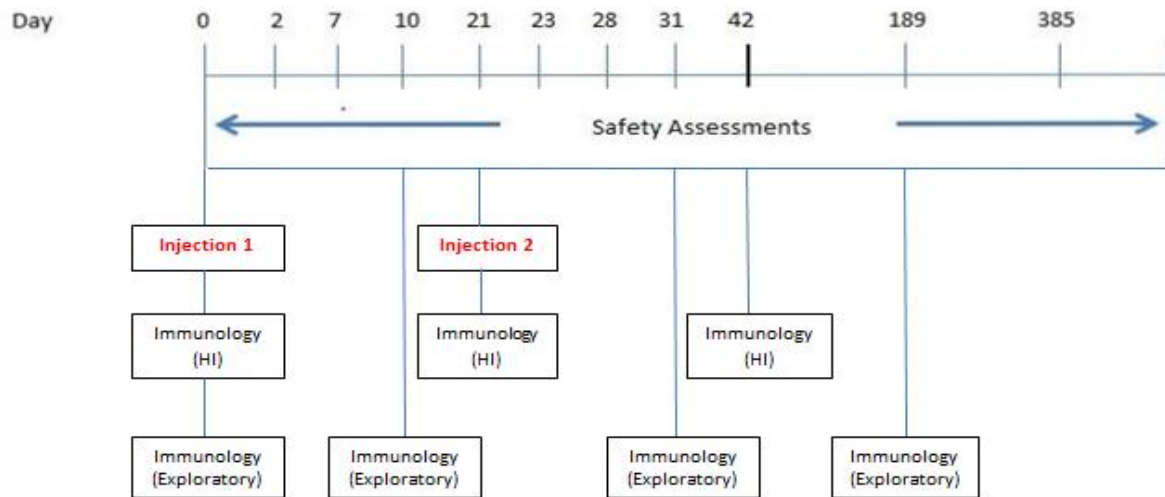 Day 0 2 7 10 21 23 28 31 42 189 385
Safety Assessments
Injection 1 Injection 2
Immunology Immunology Immunology
(HI) (HI) (HI)
Immunology Immunology Immunology Immunology
(Exploratory) (Exploratory) (Exploratory) (Exploratory)